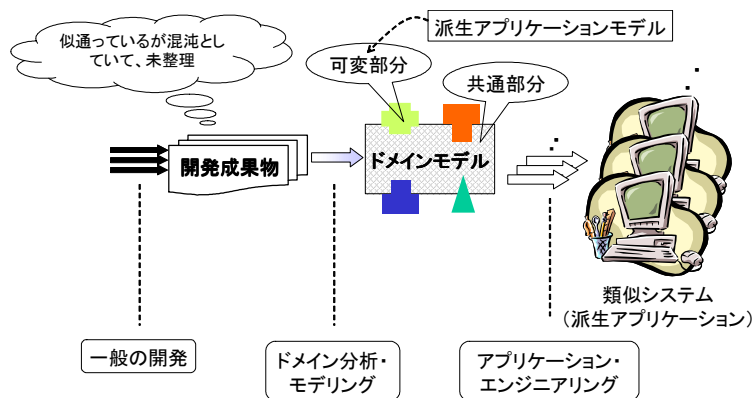 似通っているが混沌とし
ていて、未整理
派生アプリケーションモデル
可変部分
共通部分
開発成果物
ドメインモデル
類似システム
（派生アプリケーション）
一般の開発
ドメイン分析・
モデリング
アプリケーション・
エンジニアリング